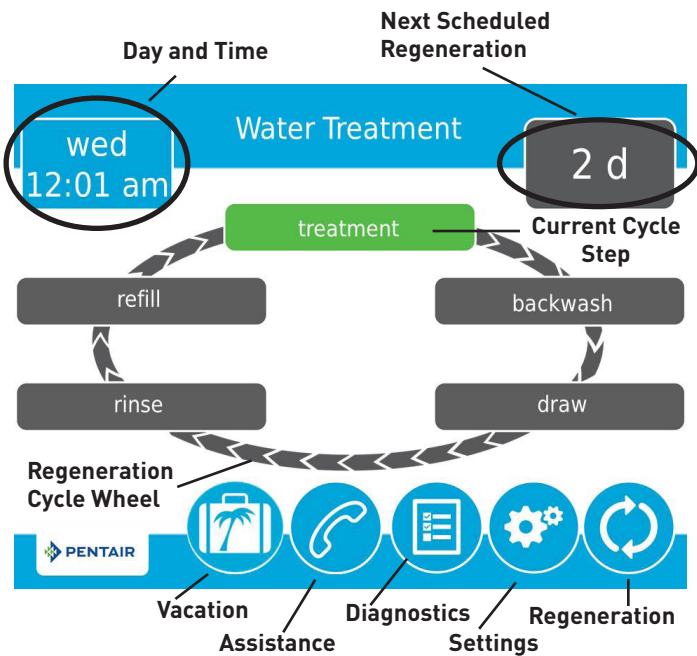 Next Scheduled
Regeneration
Day and Time
wed
12:01 am
Water Treatment
2 d
treatment
Current Cycle
Step
refill
backwash
rinse
draw
Regeneration
Cycle Wheel
PENTAIR
Vacation
Assistance
Diagnostics
Settings
Regeneration